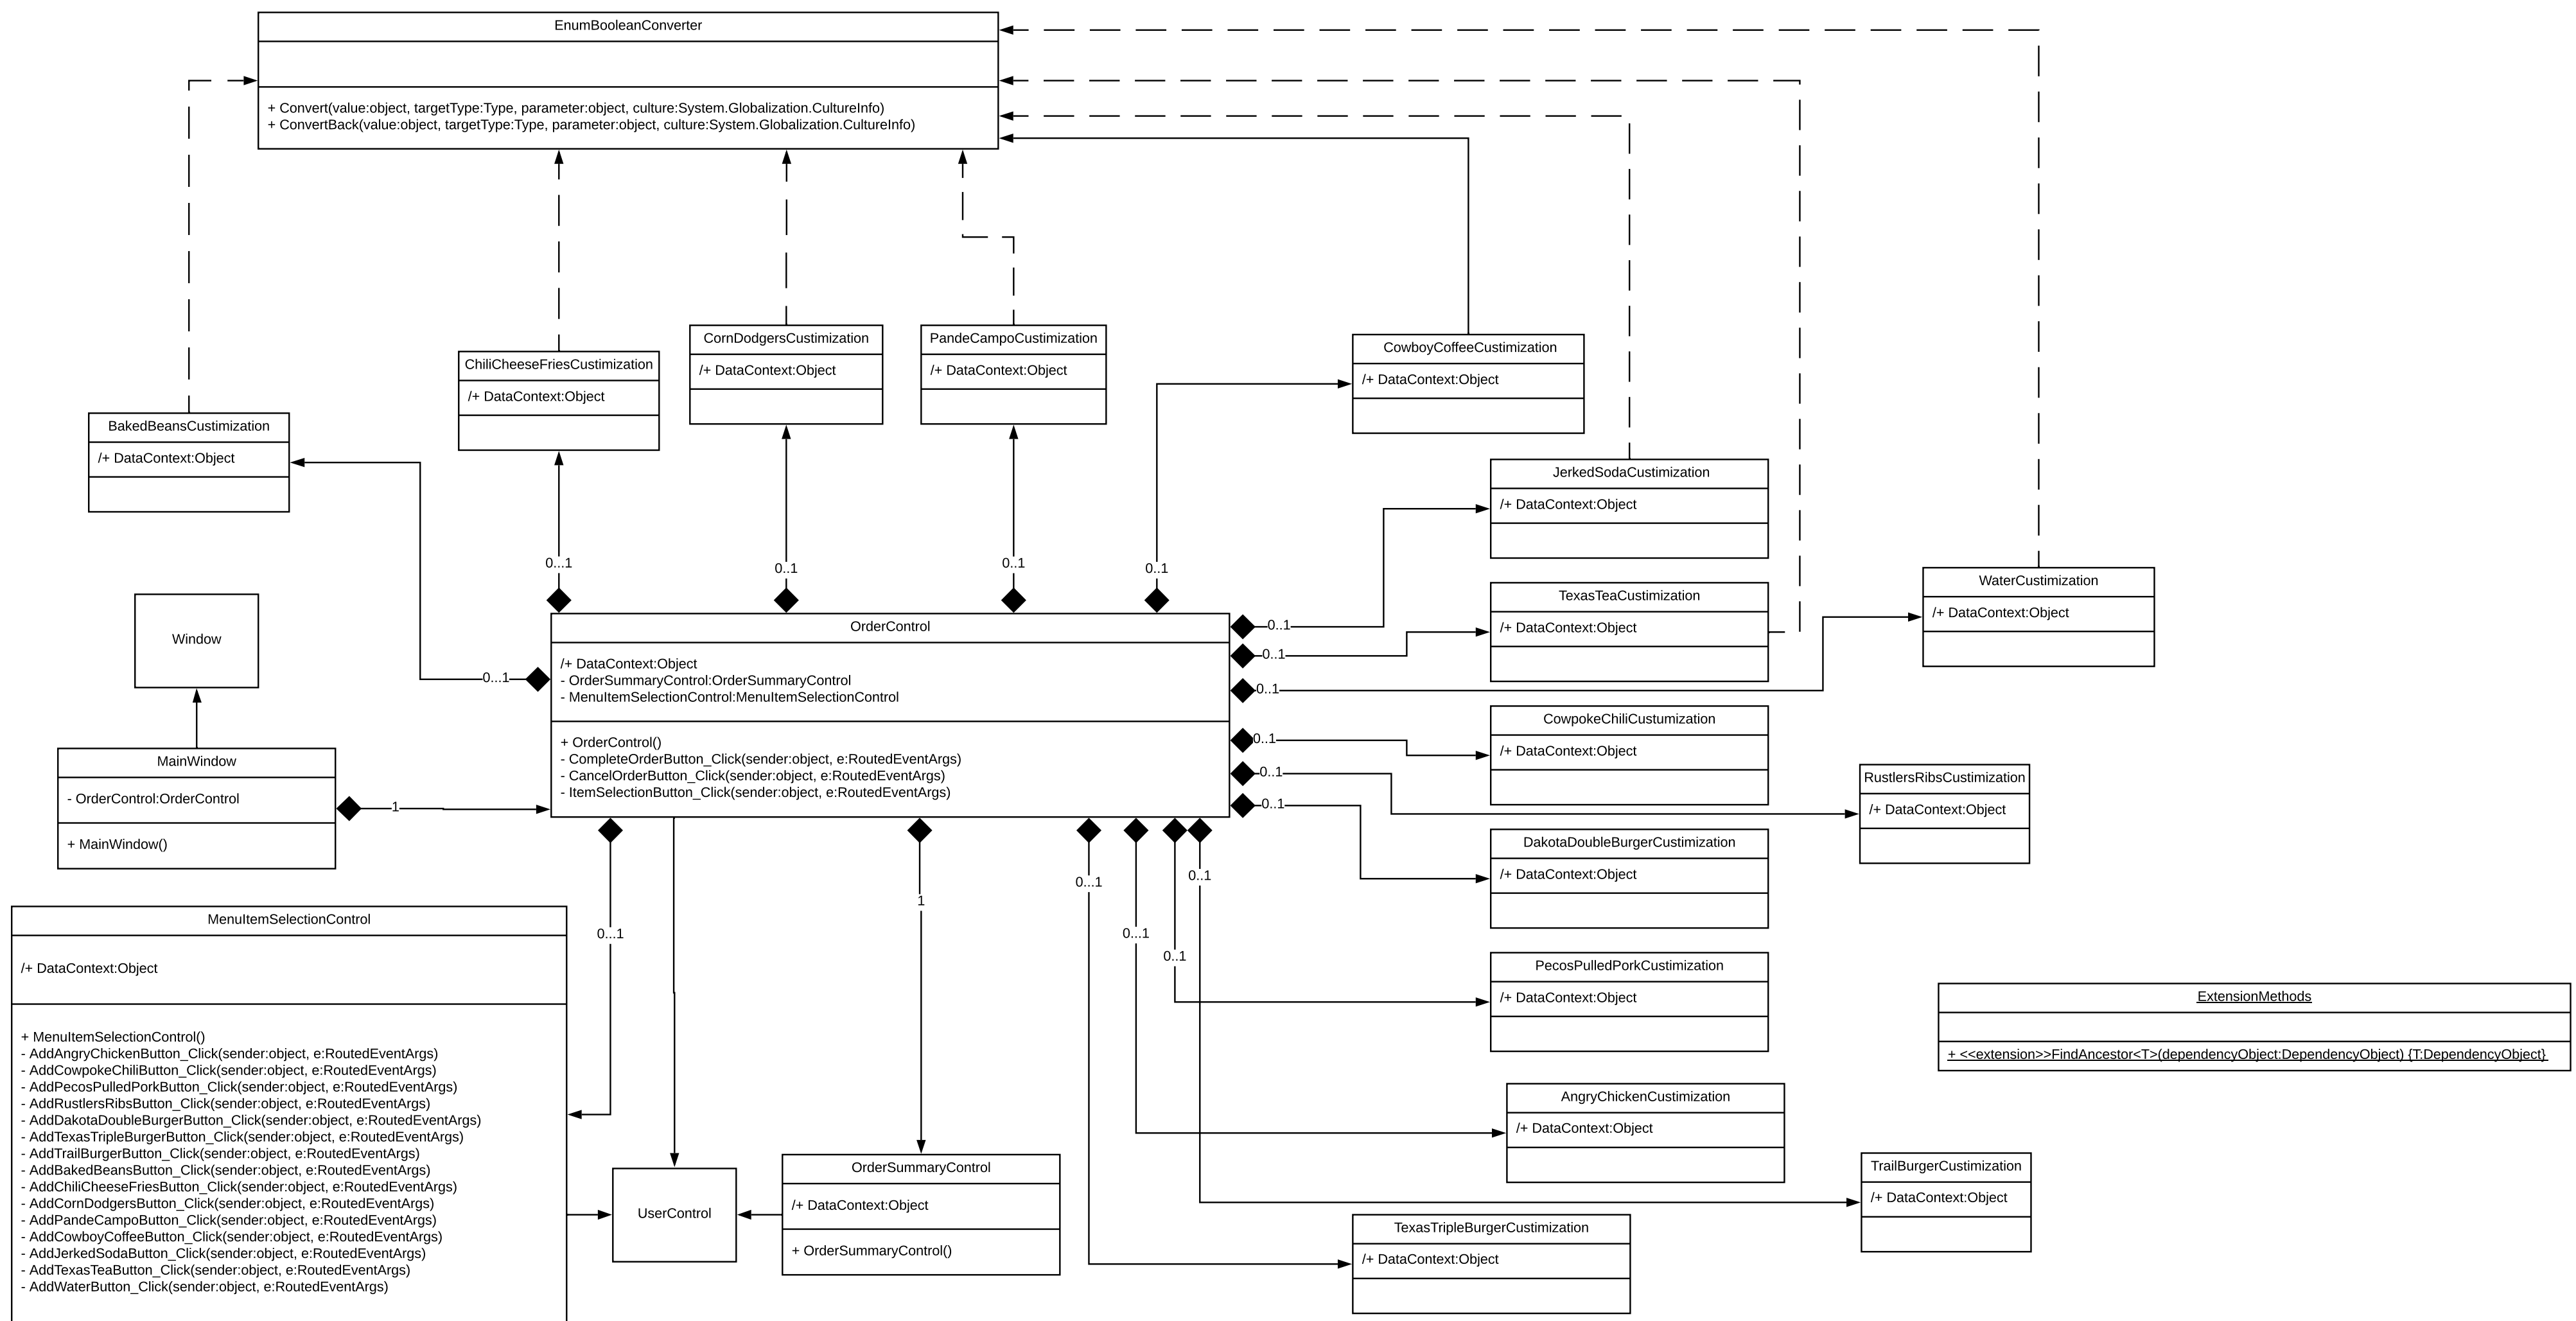 EnumBooleanConverter
+ Convert(value:object, targetType:Type, parameter:object, culture:System.Globalization.CultureInfo)
+ ConvertBack(value:object, targetType:Type, parameter:object, culture:System.Globalization.CultureInfo)
BakedBeansCustimization
/+ DataContext:Object
ChiliCheeseFriesCustimization
/+ DataContext:Object
CornDodgersCustimization
/+ DataContext:Object
PandeCampoCustimization
/+ DataContext:Object
CowboyCoffeeCustimization
/+ DataContext:Object
JerkedSodaCustimization
/+ DataContext:Object
TexasTeaCustimization
/+ DataContext:Object
WaterCustimization
/+ DataContext:Object
0...1
0..1
0..1
0..1
0..1
0..1
0..1
0...1
Window
MainWindow
- OrderControl:OrderControl
+ MainWindow()
1
OrderControl
/+ DataContext:Object
- OrderSummaryControl:OrderSummaryControl
- MenuItemSelectionControl:MenuItemSelectionControl
+ OrderControl()
- CompleteOrderButton_Click(sender:object, e:RoutedEventArgs)
- CancelOrderButton_Click(sender:object, e:RoutedEventArgs)
- ItemSelectionButton_Click(sender:object, e:RoutedEventArgs)
0..1
0..1
0..1
CowpokeChiliCustumization
/+ DataContext:Object
RustlersRibsCustimization
/+ DataContext:Object
DakotaDoubleBurgerCustimization
/+ DataContext:Object
0...1
1
0...1
0...1
0..1
0..1
PecosPulledPorkCustimization
/+ DataContext:Object
ExtensionMethods
+ <<extension>>FindAncestor<T>(dependencyObject:DependencyObject) {T:DependencyObject}
AngryChickenCustimization
/+ DataContext:Object
TrailBurgerCustimization
/+ DataContext:Object
TexasTripleBurgerCustimization
/+ DataContext:Object
MenuItemSelectionControl
/+ DataContext:Object
+ MenuItemSelectionControl()
- AddAngryChickenButton_Click(sender:object, e:RoutedEventArgs)
- AddCowpokeChiliButton_Click(sender:object, e:RoutedEventArgs)
- AddPecosPulledPorkButton_Click(sender:object, e:RoutedEventArgs)
- AddRustlersRibsButton_Click(sender:object, e:RoutedEventArgs)
- AddDakotaDoubleBurgerButton_Click(sender:object, e:RoutedEventArgs)
- AddTexasTripleBurgerButton_Click(sender:object, e:RoutedEventArgs)
- AddTrailBurgerButton_Click(sender:object, e:RoutedEventArgs)
- AddBakedBeansButton_Click(sender:object, e:RoutedEventArgs)
- AddChiliCheeseFriesButton_Click(sender:object, e:RoutedEventArgs)
- AddCornDodgersButton_Click(sender:object, e:RoutedEventArgs)
- AddPandeCampoButton_Click(sender:object, e:RoutedEventArgs)
- AddCowboyCoffeeButton_Click(sender:object, e:RoutedEventArgs)
- AddJerkedSodaButton_Click(sender:object, e:RoutedEventArgs)
- AddTexasTeaButton_Click(sender:object, e:RoutedEventArgs)
- AddWaterButton_Click(sender:object, e:RoutedEventArgs)
UserControl
OrderSummaryControl
/+ DataContext:Object
+ OrderSummaryControl()